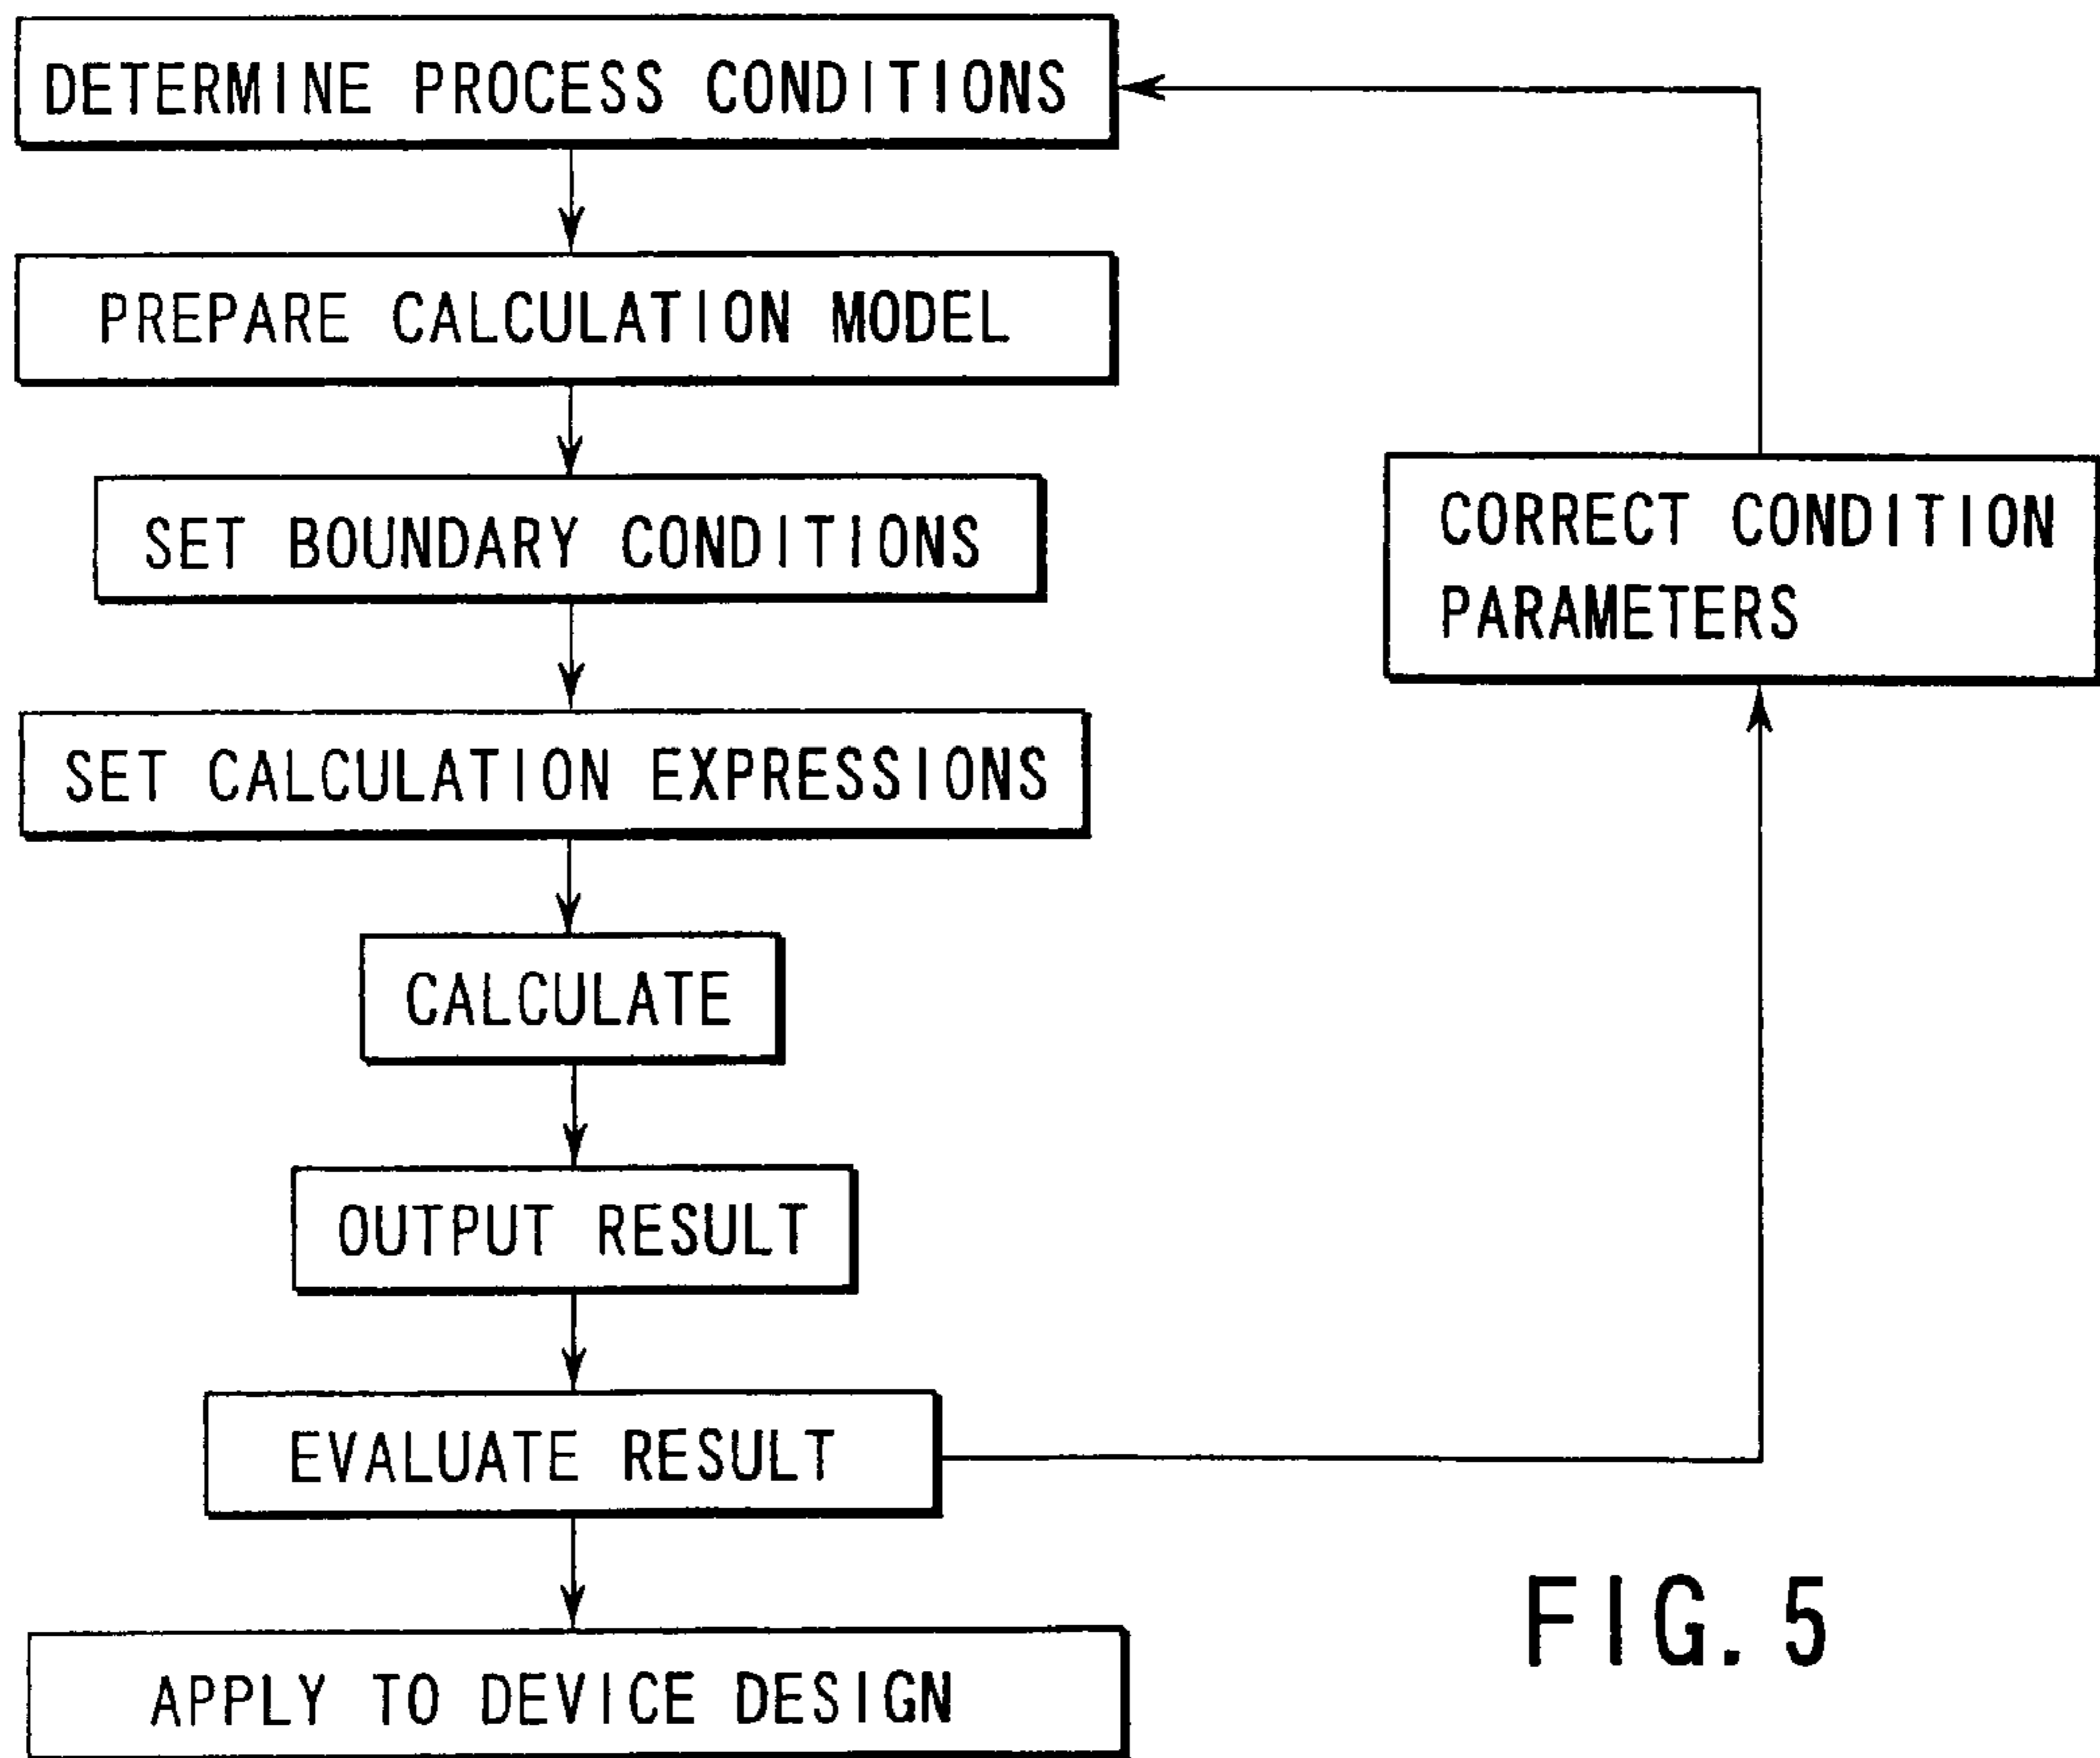 DETERMINE PROCESS CONDITIONS
PREPARE CALCULATION MODEL
SET BOUNDARY CONDITIONS
CORRECT CONDITION
PARAMETERS
SET CALCULATION EXPRESSIONS
CALCULATE
OUTPUT RESULT
EVALUATE RESULT
APPLY TO DEVICE DESIGN
FIG. 5